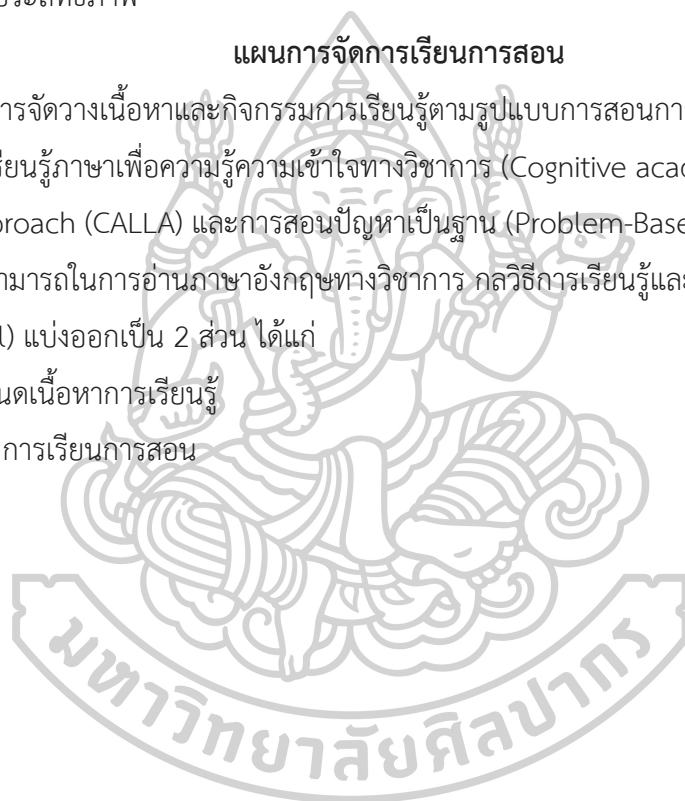 แผนการจัดการเรียนการสอน
ารจัดวางเนื้อหาและกิจกรรมการเรียนรู้ตามรูปแบบการสอนกา
รียนรู้ภาษาเพื่อความรู้ความเข้าใจทางวิชาการ (Cognitive acad
roach (CALLA) และการสอนปัญหาเป็นฐาน (Problem-Base
ามารถในการอ่านภาษาอังกฤษทางวิชาการ กลวิธีการเรียนรู้และ
l) แบ่งออกเป็น 2 ส่วน ได้แก่
นดเนื้อหาการเรียนรู้
การเรียนการสอน
มหาวิทยาลัยศิลปากร